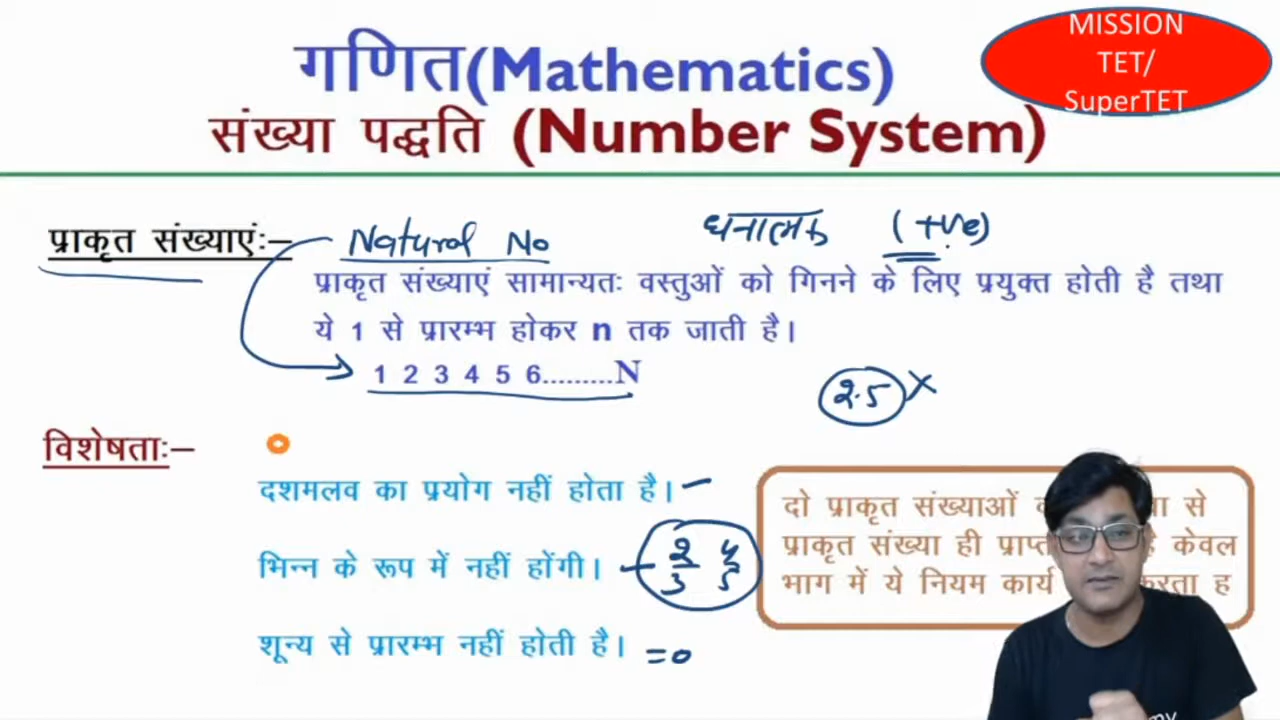 गणित(Mathematics)
संख्या पद्धति (Number System)
MISSION
TET/
SuperTET
प्राकृत संख्याएंः–
Natural No
धनात्मक (+ve)
प्राकृत संख्याएं सामान्यतः वस्तुओं को गिनने के लिए प्रयुक्त होती है तथा
ये 1 से प्रारम्भ होकर n तक जाती है।
1 2 3 4 5 6.........N
2.5 ×
विशेषताः–
दशमलव का प्रयोग नहीं होता है।
भिन्न के रूप में नहीं होंगी। 2/3 4/5
शून्य से प्रारम्भ नहीं होती है। =0
दो प्राकृत संख्याओं से
प्राकृत संख्या ही केवल
भाग में ये नियम कार्य ह